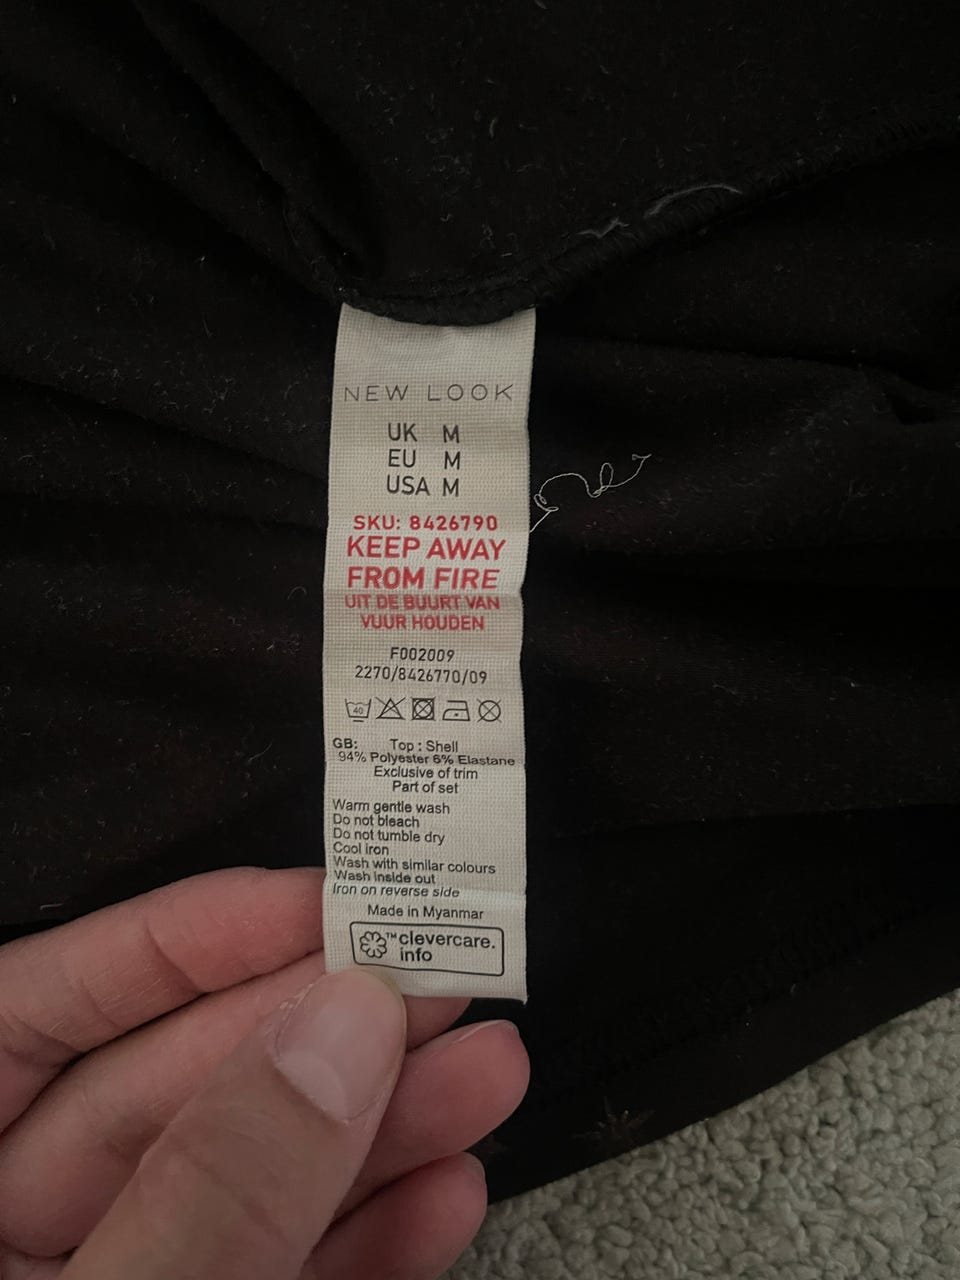 NEW LOOK
UK M
EU M
USA M
SKU: 8426790
KEEP AWAY
FROM FIRE
UIT DE BUURT VAN
VUUR HOUDEN
F002009
2270/8426770/09
40
GB: Top : Shell
94% Polyester 6% Elastane
Exclusive of trim
Part of set
Warm gentle wash
Do not bleach
Do not tumble dry
Cool iron
Wash with similar colours
Wash inside out
Iron on reverse side
Made in Myanmar
™clevercare.
info